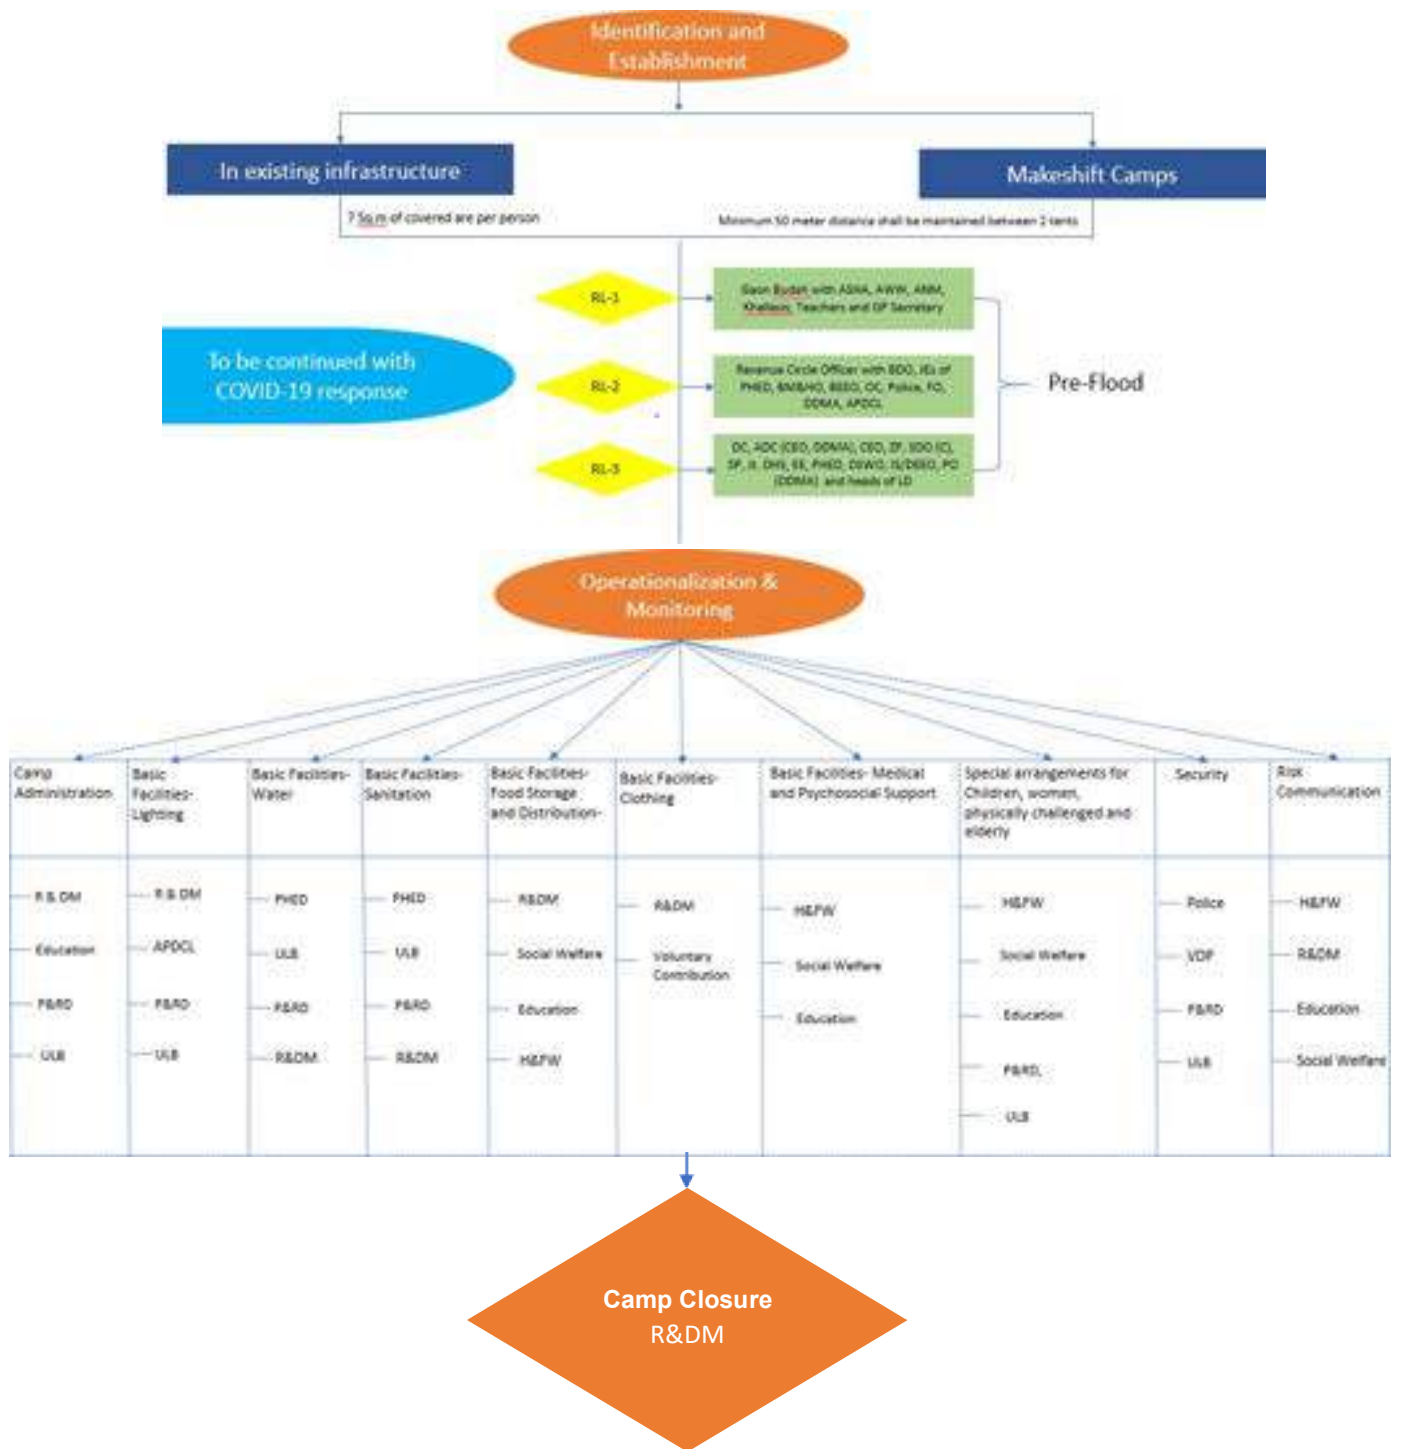 Identification and
Establishment
In existing infrastructure
Makeshift Camps
7 Sq.m of covered are per person
Minimum 50 meter distance shall be maintained between 2 tents
RL-1
Gaon Budah with ASHA, AWW, ANM,
Teachers and GP Secretary
To be continued with
COVID-19 response
RL-2
Revenue Circle Officer with BDO, JEs of
PHED, BM&HO, BEEO, OC, Police, FO,
DDMA, APDCL
Pre-Flood
RL-3
DC, ADC (CEO, DDMA), CEO, ZP, SDO (C),
SP, Jt. DHS, EE, PHED, DSWO, IS/DEEO, PO
(DDMA) and heads of LD
Operationalization &
Monitoring
Camp
Administration
Basic
Facilities-
Lighting
Basic Facilities-
Water
Basic Facilities-
Sanitation
Basic Facilities-
Food Storage
and Distribution-
Basic Facilities-
Clothing
Basic Facilities- Medical
and Psychosocial Support
Special arrangements for
Children, women,
physically challenged and
elderly
Security
Risk
Communication
R & DM
Education
P&RD
ULB
R & DM
APDCL
P&RD
ULB
PHED
ULB
P&RD
R&DM
PHED
ULB
P&RD
R&DM
R&DM
Social Welfare
Education
H&FW
R&DM
Voluntary
Contribution
H&FW
Social Welfare
Education
H&FW
Social Welfare
Education
P&RD,
ULB
Police
VDP
P&RD
ULB
H&FW
R&DM
Education
Social Welfare
Camp Closure
R&DM